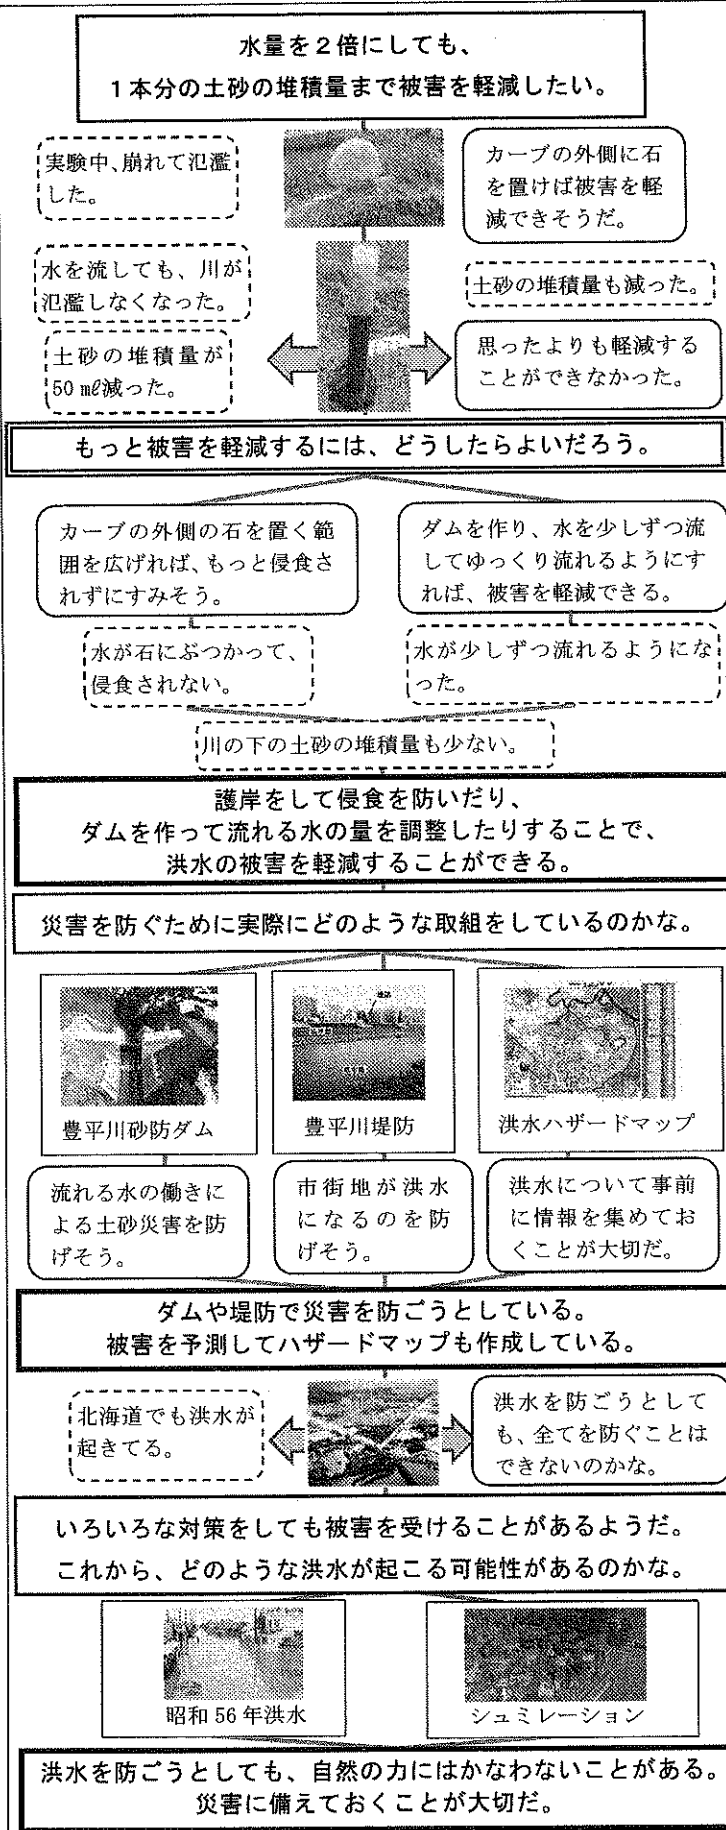 水量を2倍にしても、
1本分の土砂の堆積量まで被害を軽減したい。
実験中、崩れて氾濫
した。
カーブの外側に石
を置けば被害を軽
減できそうだ。
水を流しても、川が
氾濫しなくなった。
土砂の堆積量も減った。
土砂の堆積量が
50 mℓ減った。
思ったよりも軽減する
ことができなかった。
もっと被害を軽減するには、どうしたらよいだろう。
カーブの外側の石を置く範
囲を広げれば、もっと侵食さ
れずにすみそう。
ダムを作り、水を少しずつ流
してゆっくり流れるようにす
れば、被害を軽減できる。
水が石にぶつかって、
侵食されない。
水が少しずつ流れるようにな
った。
川の下の土砂の堆積量も少ない。
護岸をして侵食を防いだり、
ダムを作って流れる水の量を調整したりすることで、
洪水の被害を軽減することができる。
災害を防ぐために実際にどのような取組をしているのかな。
豊平川砂防ダム
豊平川堤防
洪水ハザードマップ
流れる水の働きに
よる土砂災害を防
げそう。
市街地が洪水
になるのを防
げそう。
洪水について事前
に情報を集めてお
くことが大切だ。
ダムや堤防で災害を防ごうとしている。
被害を予測してハザードマップも作成している。
北海道でも洪水が
起きてる。
洪水を防ごうとして
も、全てを防ぐことは
できないのかな。
いろいろな対策をしても被害を受けることがあるようだ。
これから、どのような洪水が起こる可能性があるのかな。
昭和 56 年洪水
シュミレーション
洪水を防ごうとしても、自然の力にはかなわないことがある。
災害に備えておくことが大切だ。